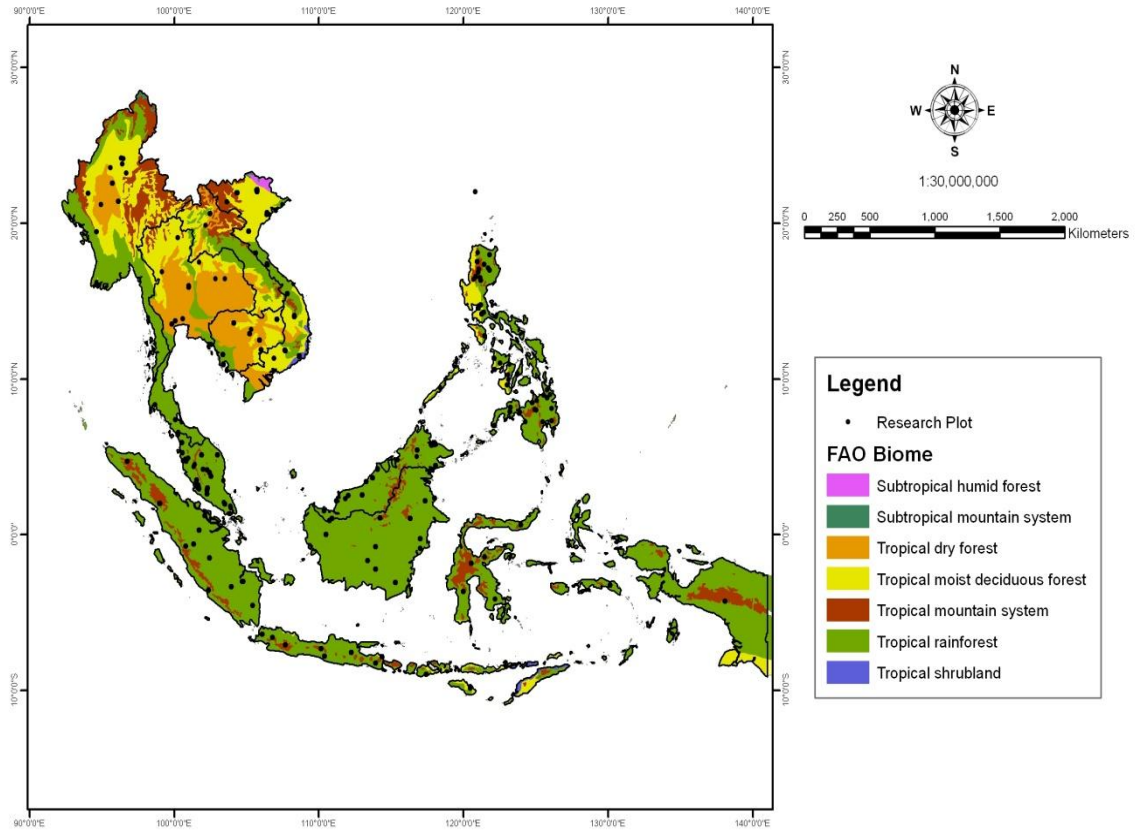 90°0'0"E 100°0'0"E 110°0'0"E 120°0'0"E 130°0'0"E 140°0'0"E
30°0'0"N 30°0'0"N
20°0'0"N 20°0'0"N
10°0'0"N 10°0'0"N
0°0'0" 0°0'0"
10°0'0"S 10°0'0"S
90°0'0"E 100°0'0"E 110°0'0"E 120°0'0"E 130°0'0"E 140°0'0"E
N
W E
S
1:30,000,000
0 250 500 1,000 1,500 2,000
Kilometers
Legend
Research Plot
FAO Biome
Subtropical humid forest
Subtropical mountain system
Tropical dry forest
Tropical moist deciduous forest
Tropical mountain system
Tropical rainforest
Tropical shrubland